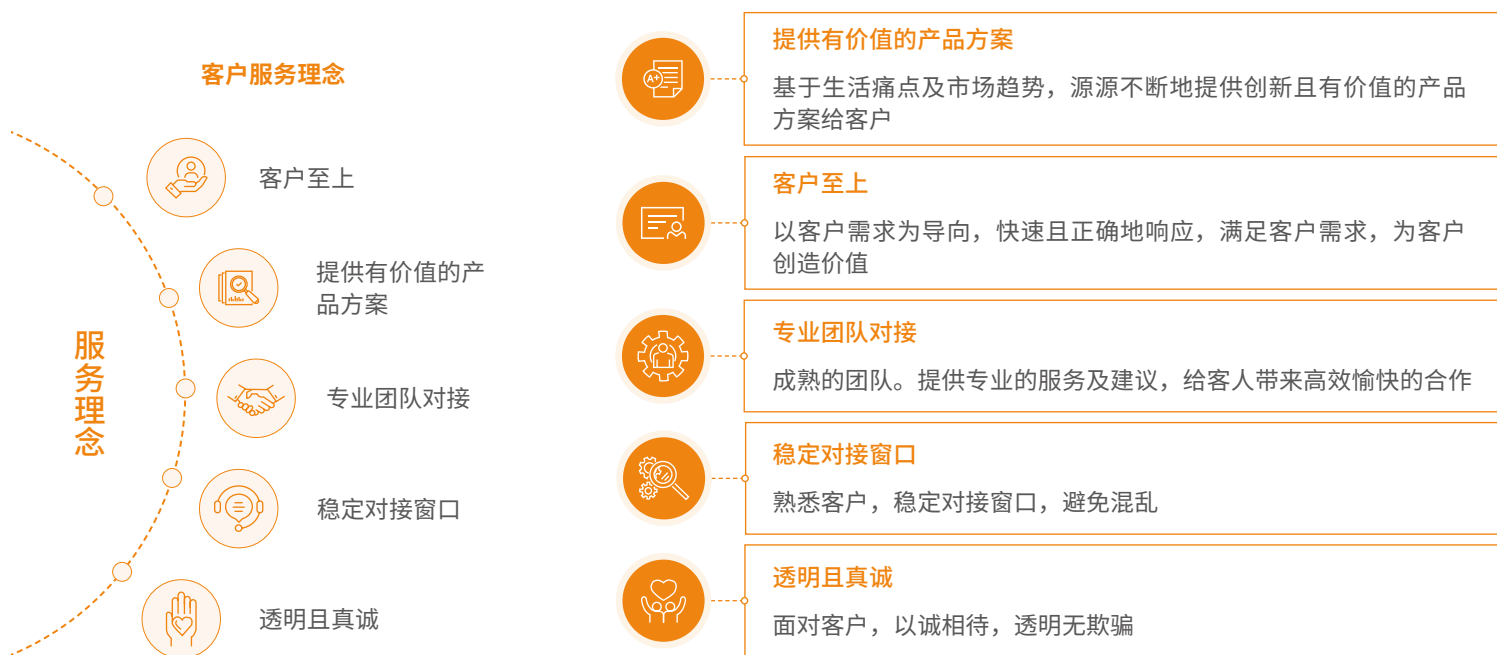 客户服务理念
服务理念
客户至上
提供有价值的产
品方案
专业团队对接
稳定对接窗口
透明且真诚
A+
提供有价值的产品方案
基于生活痛点及市场趋势，源源不断地提供创新且有价值的产品
方案给客户
客户至上
以客户需求为导向，快速且正确地响应，满足客户需求，为客户
创造价值
专业团队对接
成熟的团队。提供专业的服务及建议，给客人带来高效愉快的合作
稳定对接窗口
熟悉客户，稳定对接窗口，避免混乱
透明且真诚
面对客户，以诚相待，透明无欺骗